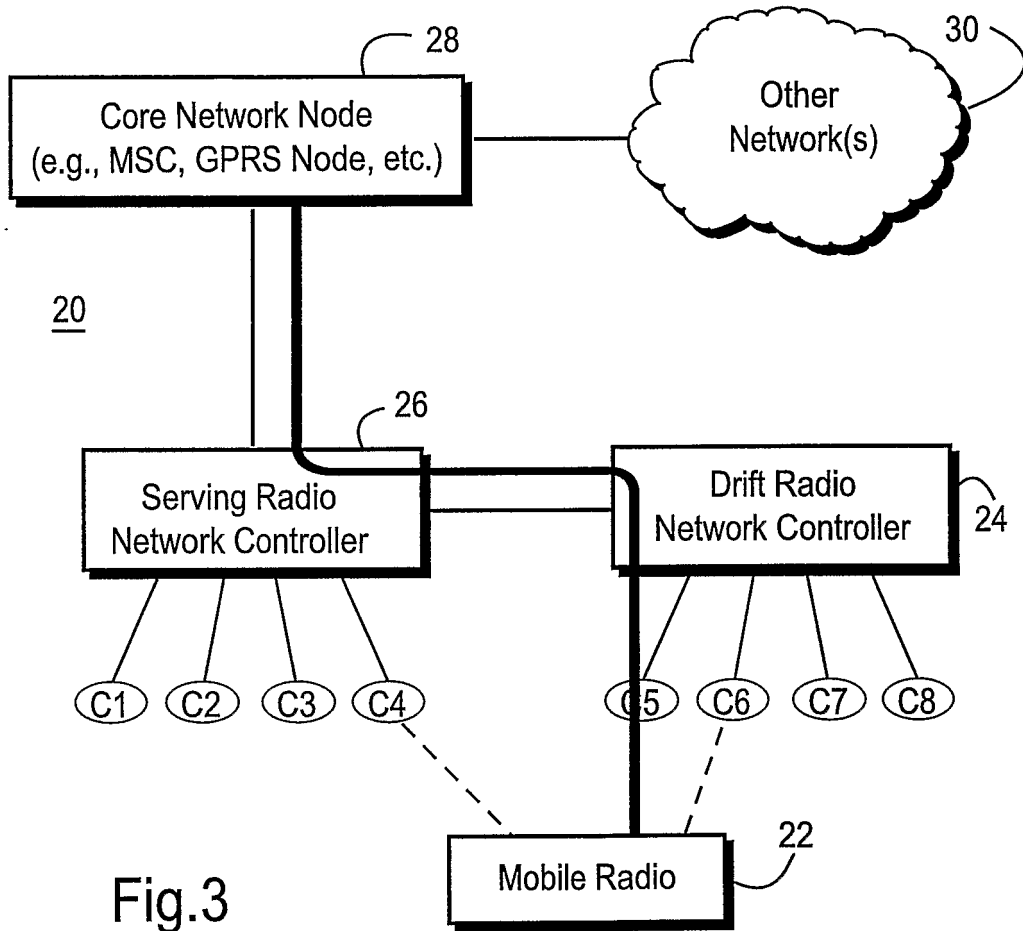 28
30
Core Network Node
(e.g., MSC, GPRS Node, etc.)
Other
Network(s)
20
26
Serving Radio
Network Controller
Drift Radio
Network Controller
24
C1 C2 C3 C4 C5 C6 C7 C8
22
Mobile Radio
Fig.3